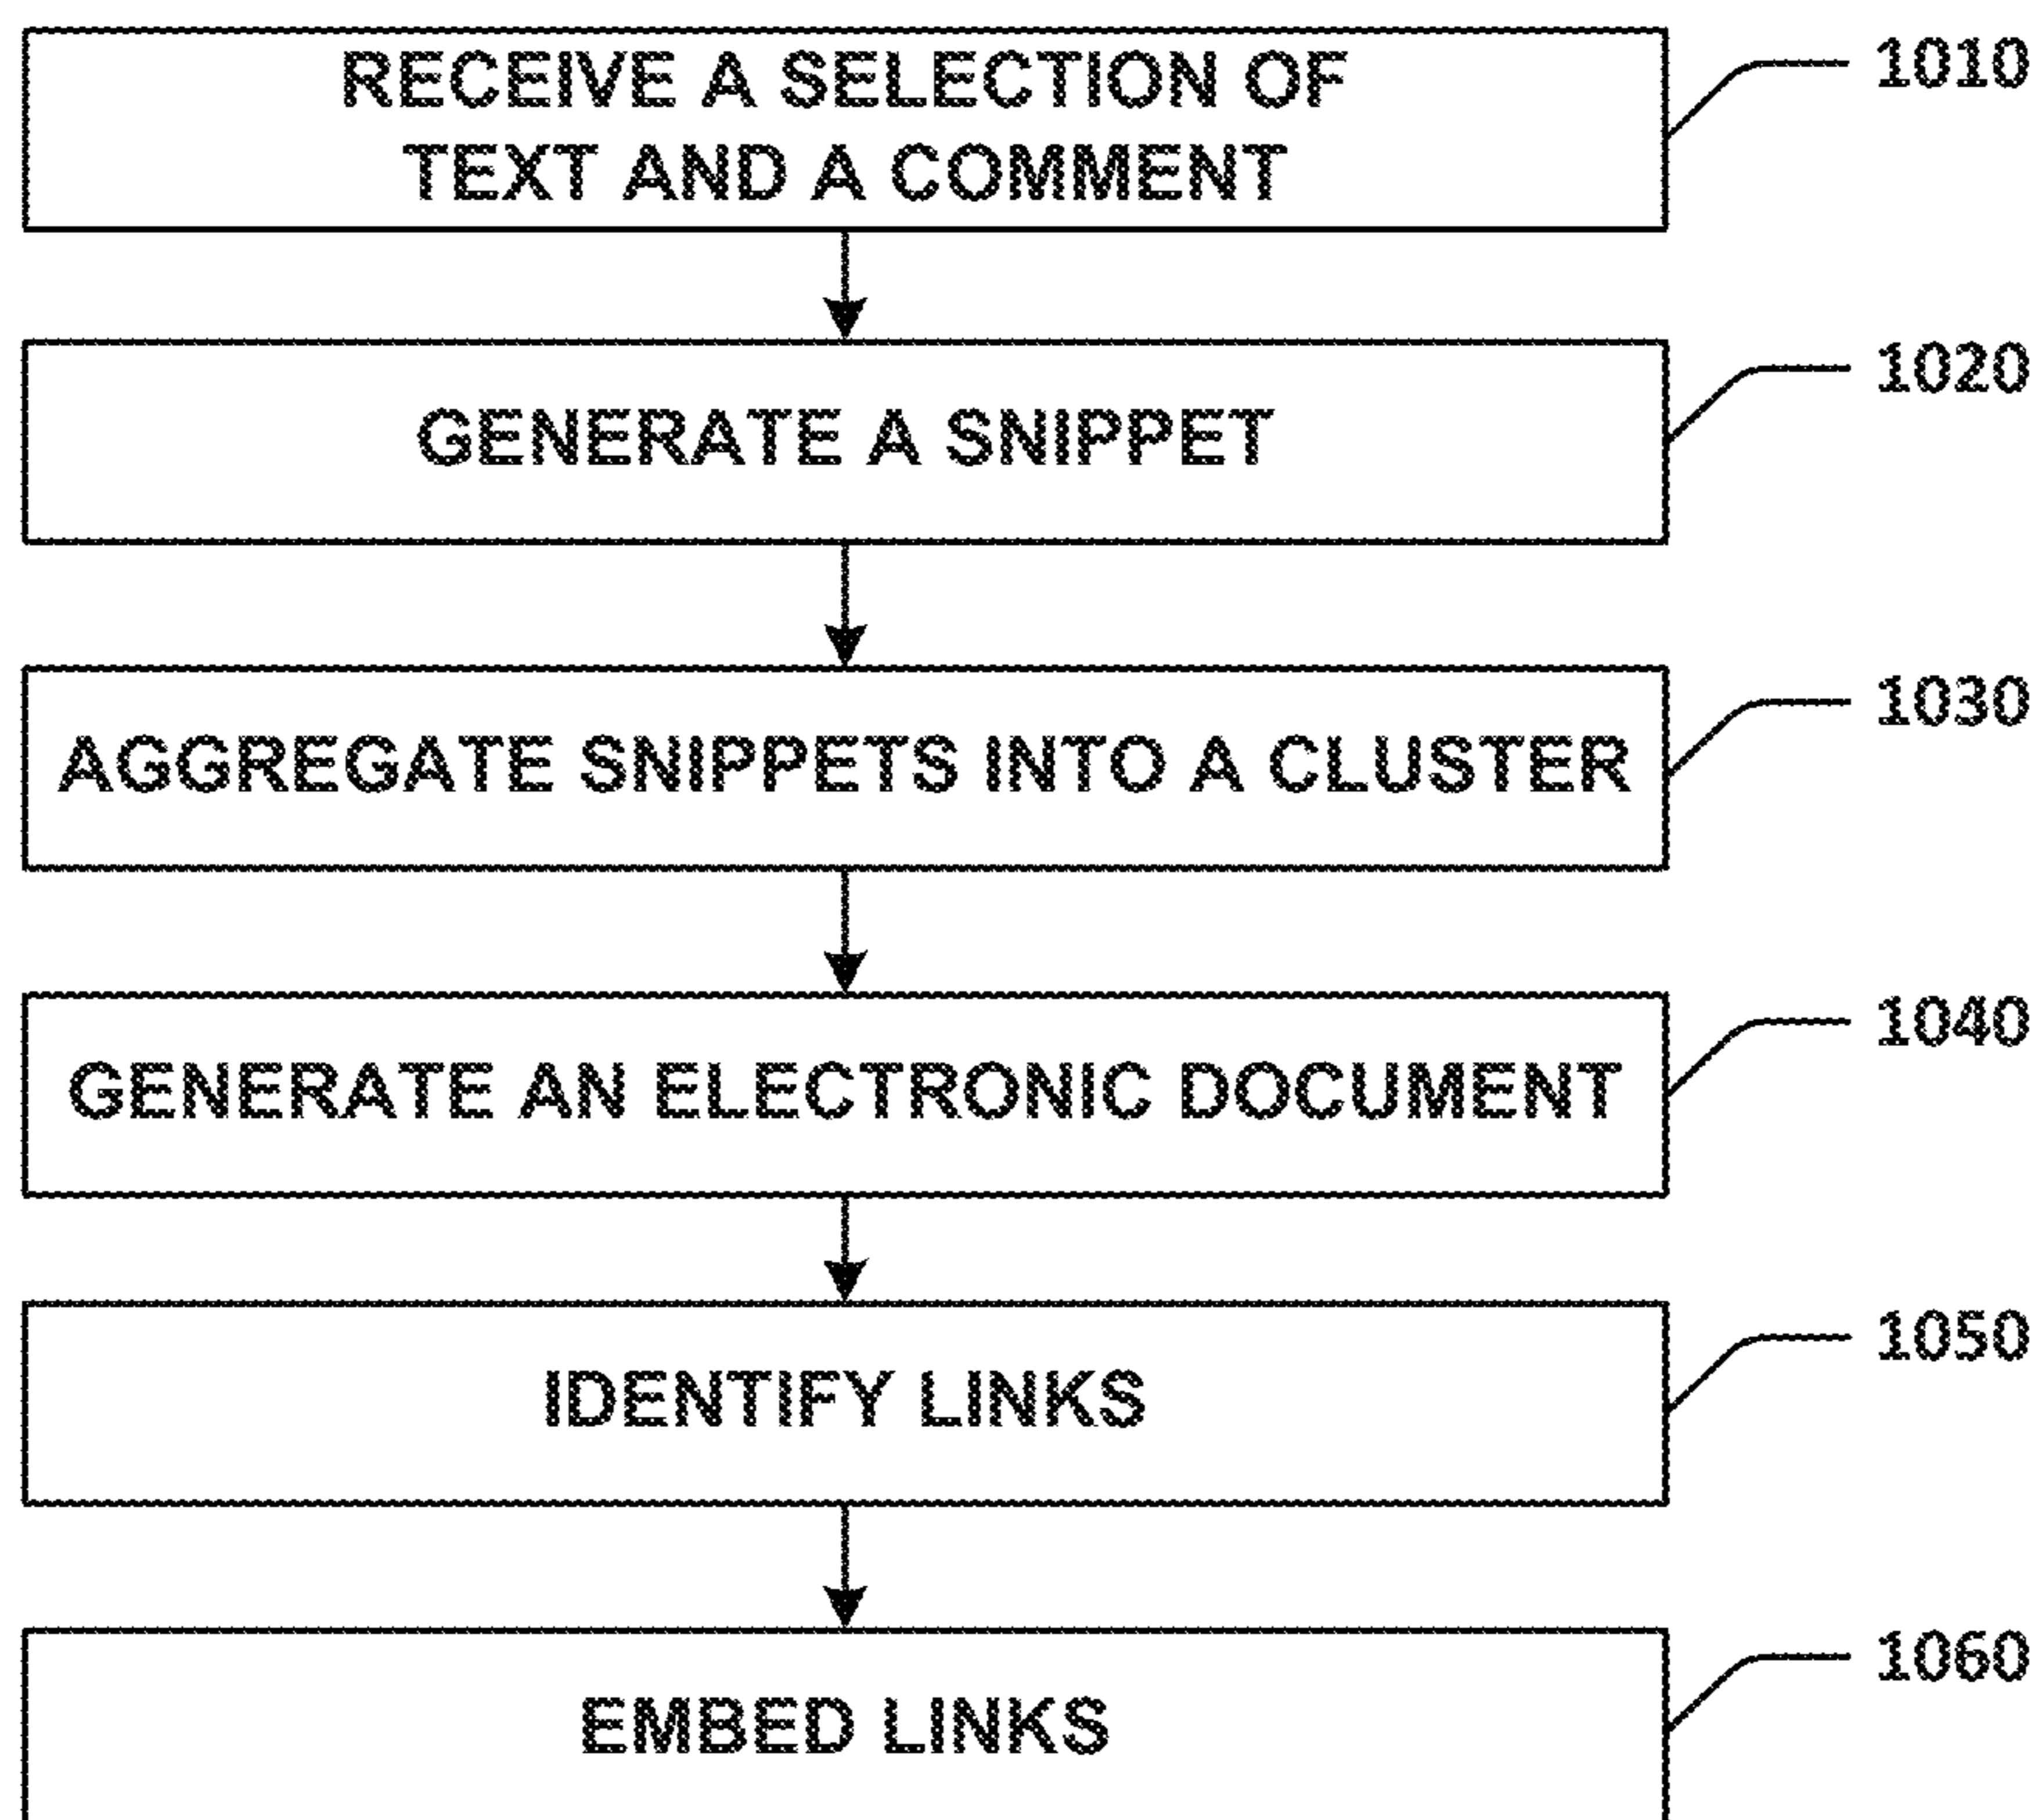 RECEIVE A SELECTION OF
TEXT AND A COMMENT
1010
GENERATE A SNIPPET
1020
AGGREGATE SNIPPETS INTO A CLUSTER
1030
GENERATE AN ELECTRONIC DOCUMENT
1040
IDENTIFY LINKS
1050
EMBED LINKS
1060